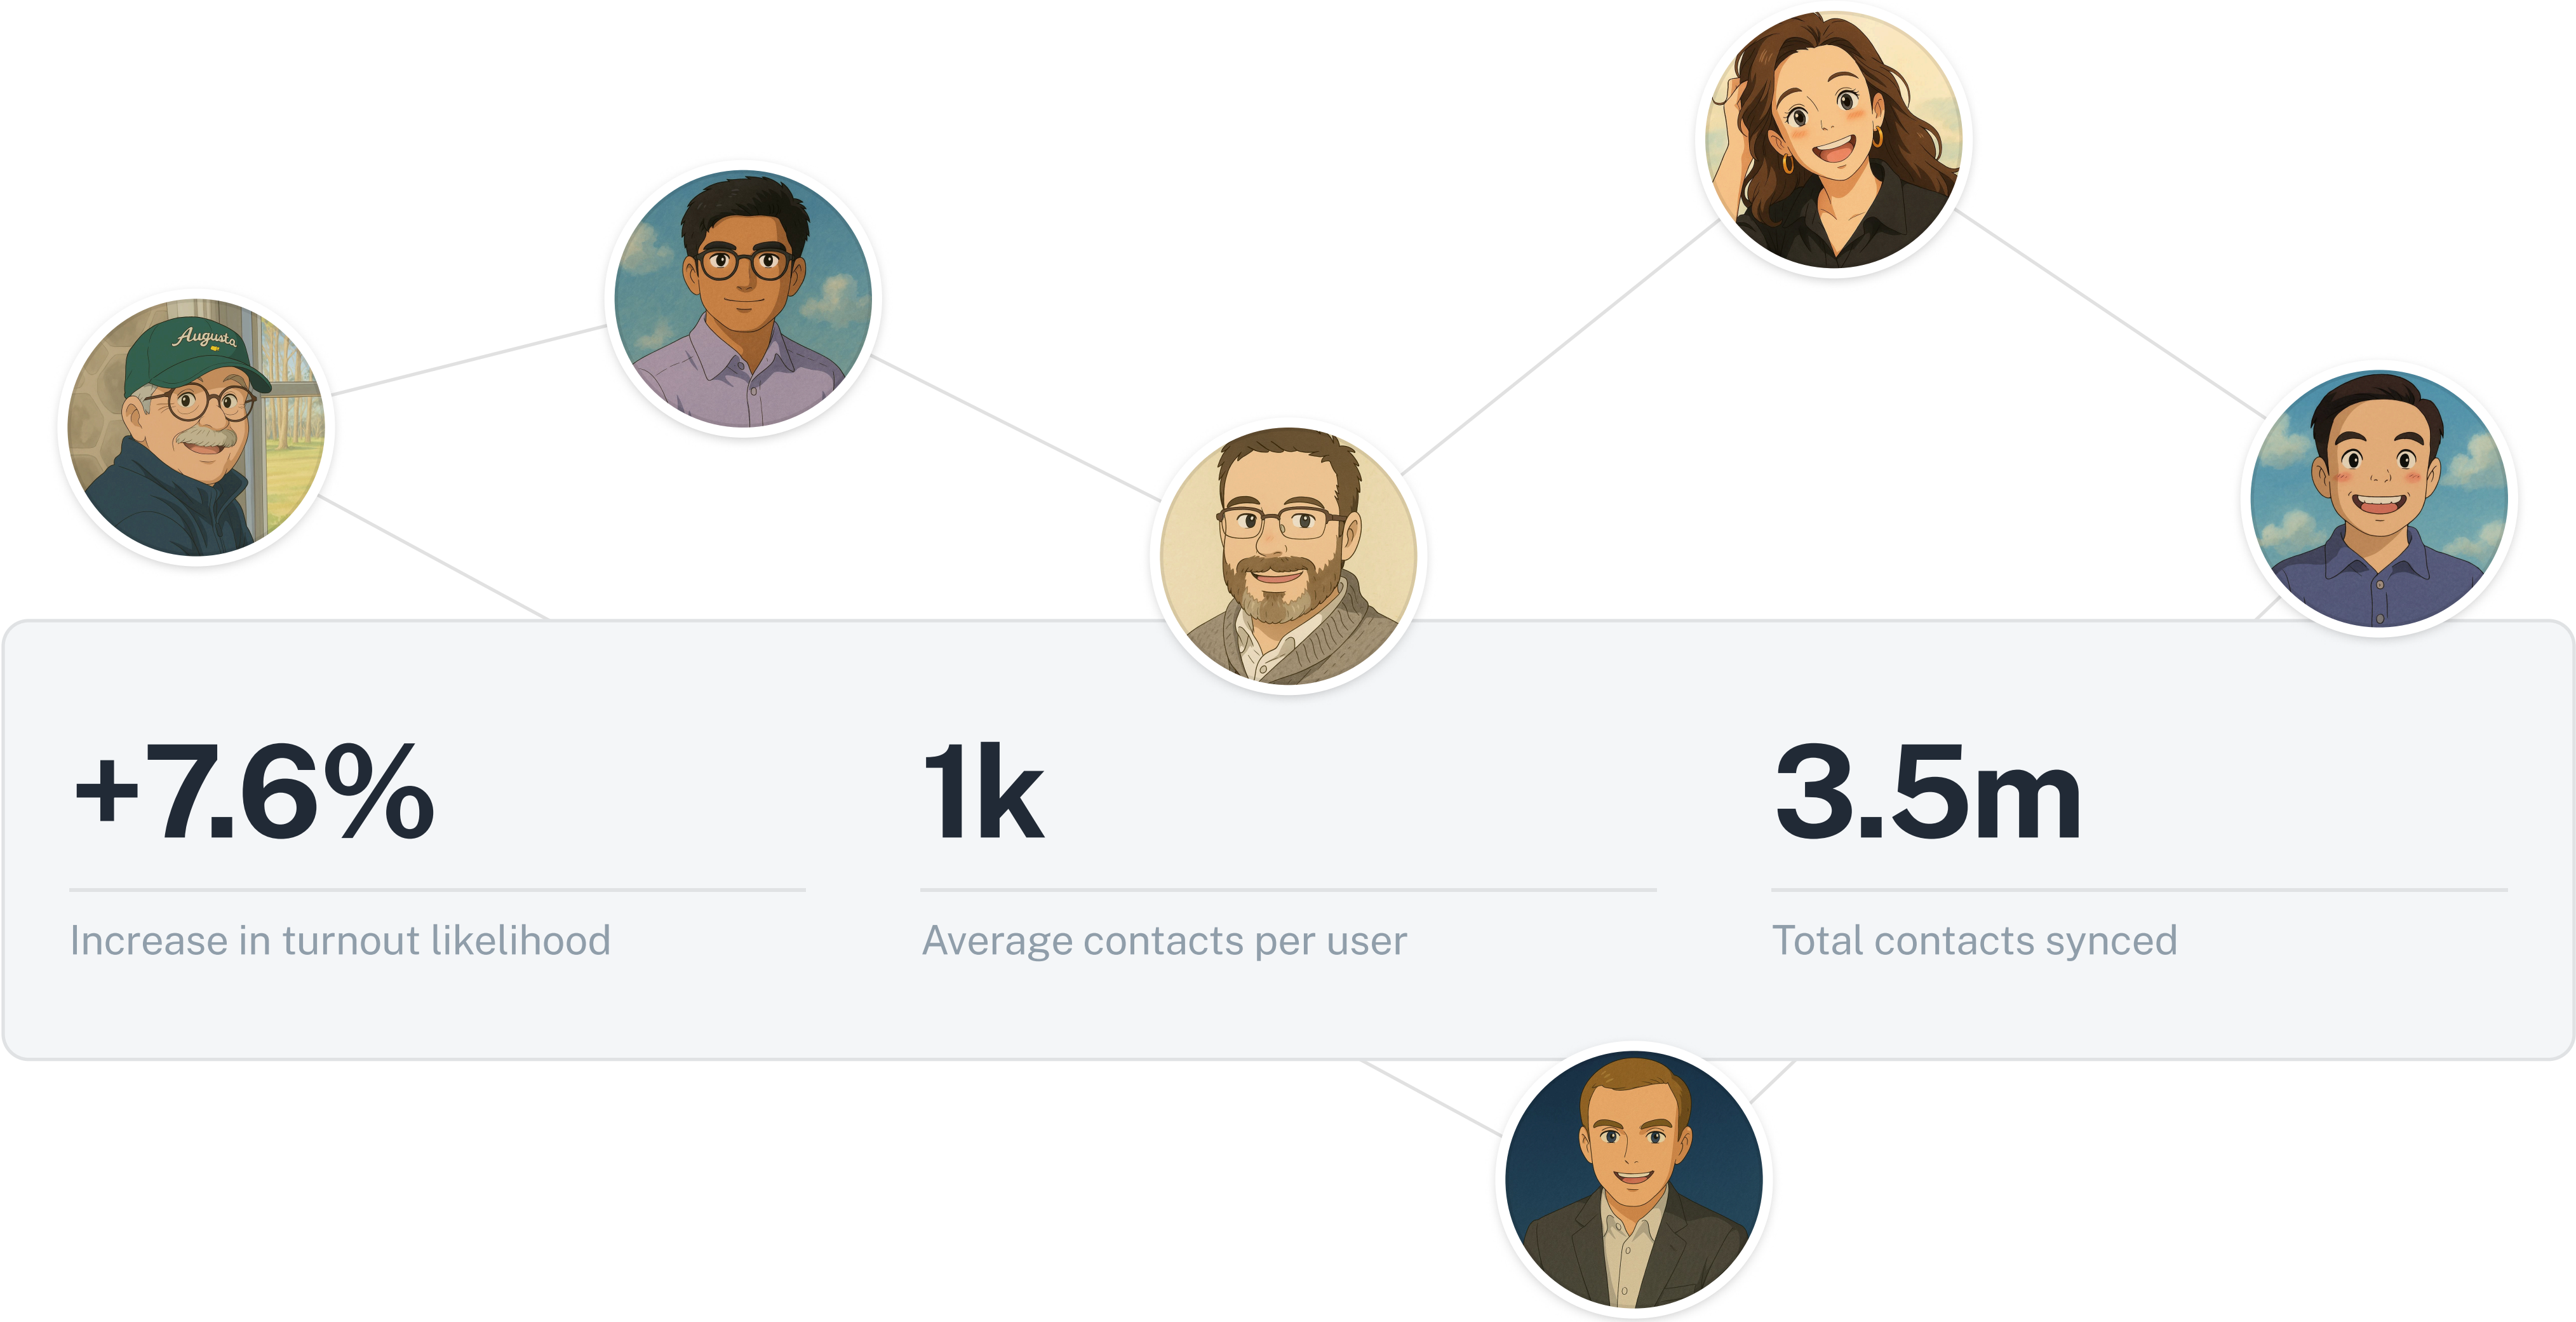 Augusta
+7.6%
Increase in turnout likelihood
1k
Average contacts per user
3.5m
Total contacts synced